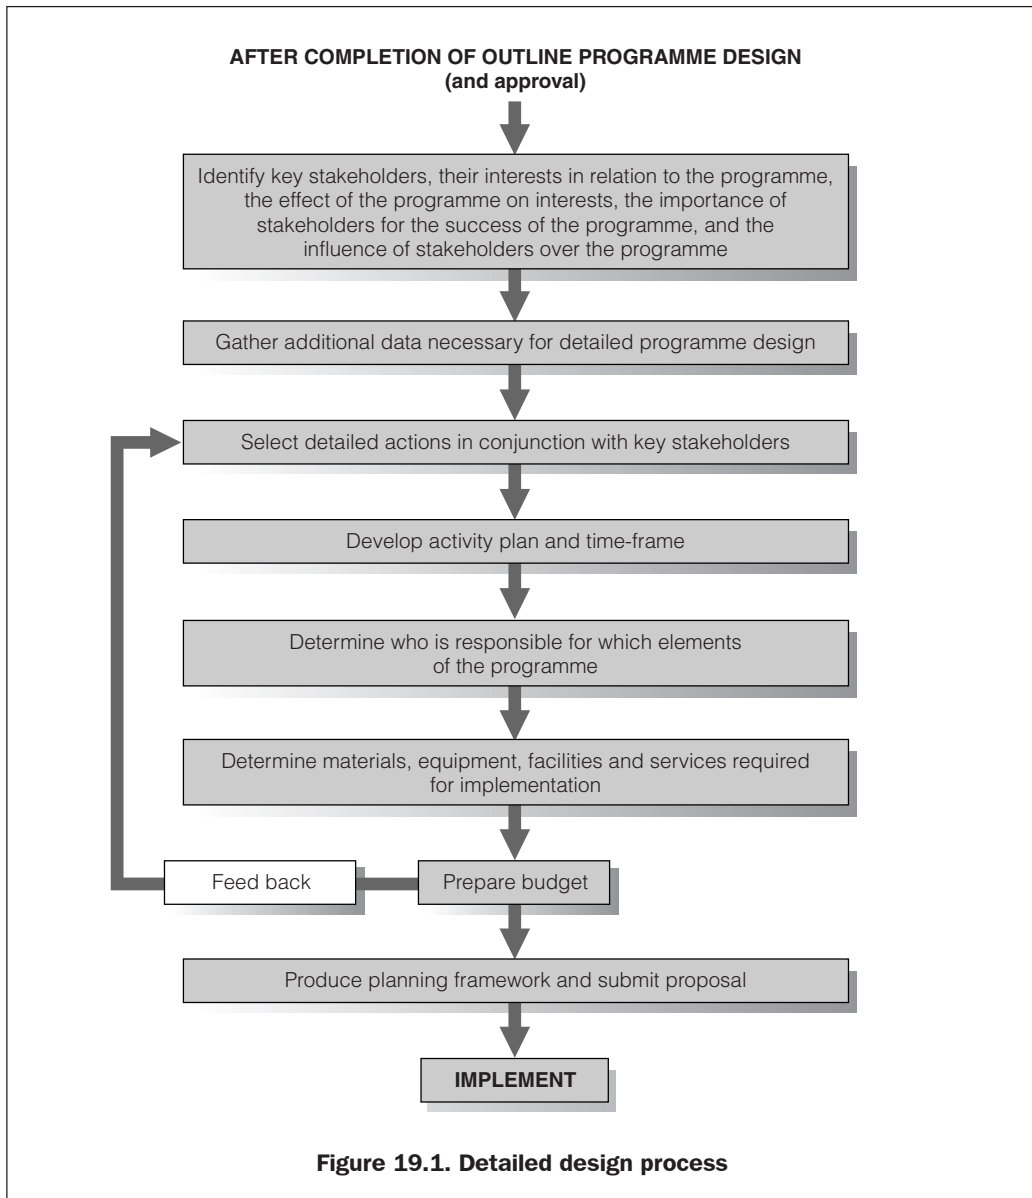 AFTER COMPLETION OF OUTLINE PROGRAMME DESIGN
(and approval)
Identify key stakeholders, their interests in relation to the programme,
the effect of the programme on interests, the importance of
stakeholders for the success of the programme, and the
influence of stakeholders over the programme
Gather additional data necessary for detailed programme design
Select detailed actions in conjunction with key stakeholders
Develop activity plan and time-frame
Determine who is responsible for which elements
of the programme
Determine materials, equipment, facilities and services required
for implementation
Feed back
Prepare budget
Produce planning framework and submit proposal
IMPLEMENT
Figure 19.1. Detailed design process